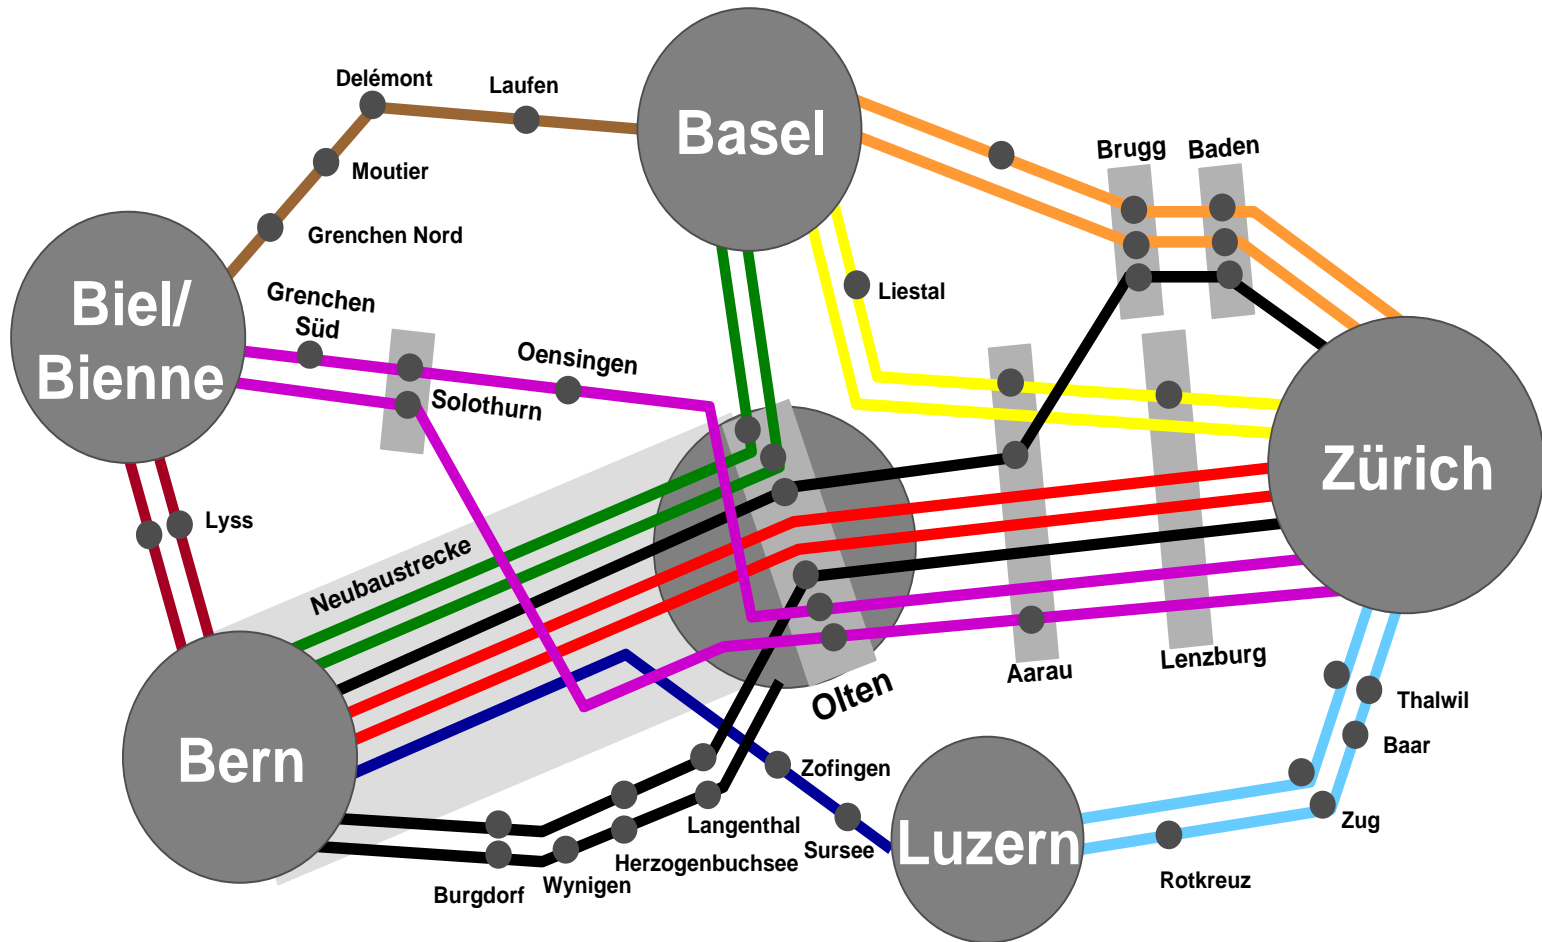 Delémont
Laufen
Basel
Brugg
Baden
Moutier
Grenchen Nord
Biel/
Bienne
Grenchen
Süd
Oensingen
Solothurn
Liestal
Zürich
Lyss
Neubaustrecke
Bern
Olten
Aarau
Lenzburg
Thalwil
Baar
Zug
Zofingen
Langenthal
Sursee
Luzern
Herzogenbuchsee
Wynigen
Burgdorf
Rotkreuz